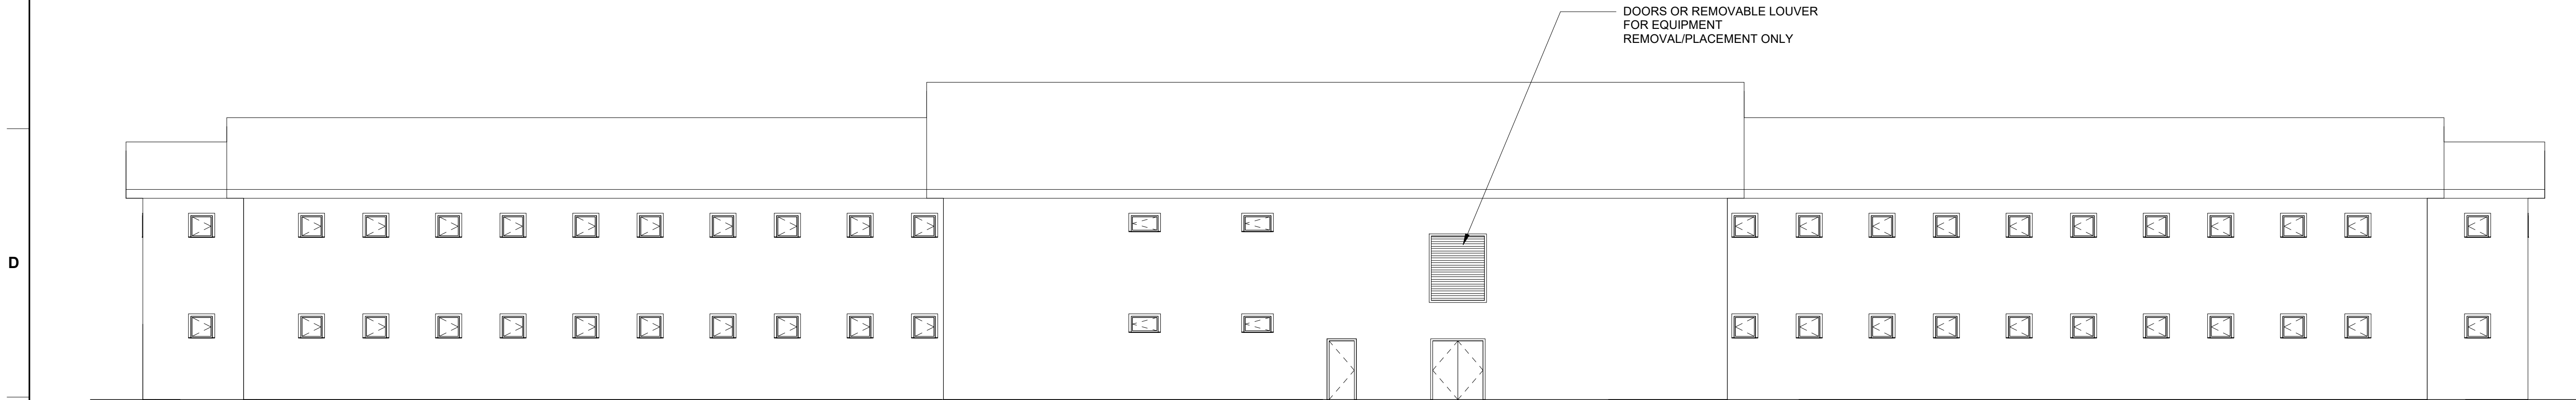 DOORS OR REMOVABLE LOUVER
FOR EQUIPMENT
REMOVAL/PLACEMENT ONLY
D